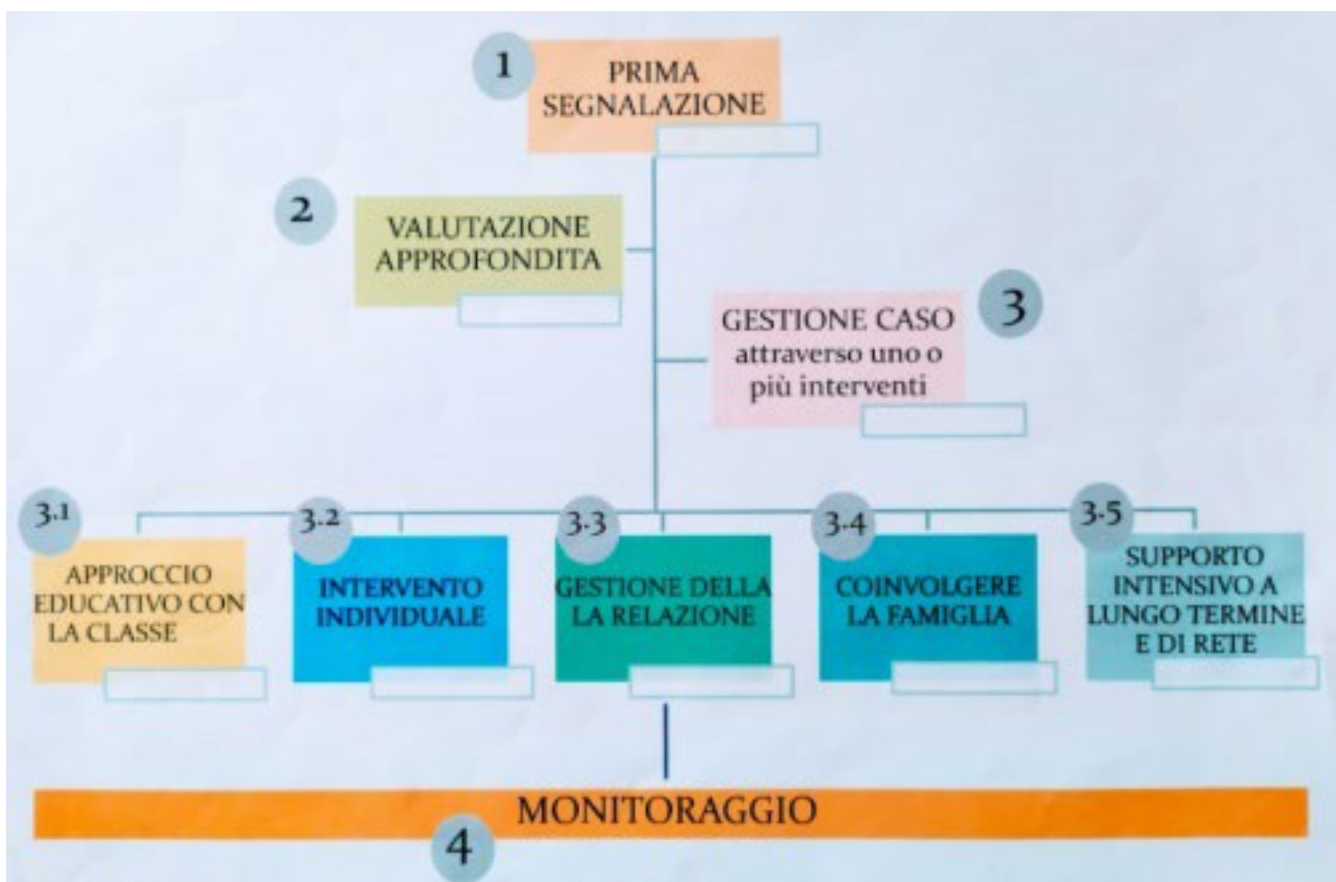 1
PRIMA
SEGNALAZIONE
2
VALUTAZIONE
APPROFONDITA
3
GESTIONE CASO
attraverso uno o
più interventi
3.1
APPROCCIO
EDUCATIVO CON
LA CLASSE
3.2
INTERVENTO
INDIVIDUALE
3.3
GESTIONE DELLA
LA RELAZIONE
3.4
COINVOLGERE
LA FAMIGLIA
3.5
SUPPORTO
INTENSIVO A
LUNGO TERMINE
E DI RETE
MONITORAGGIO
4